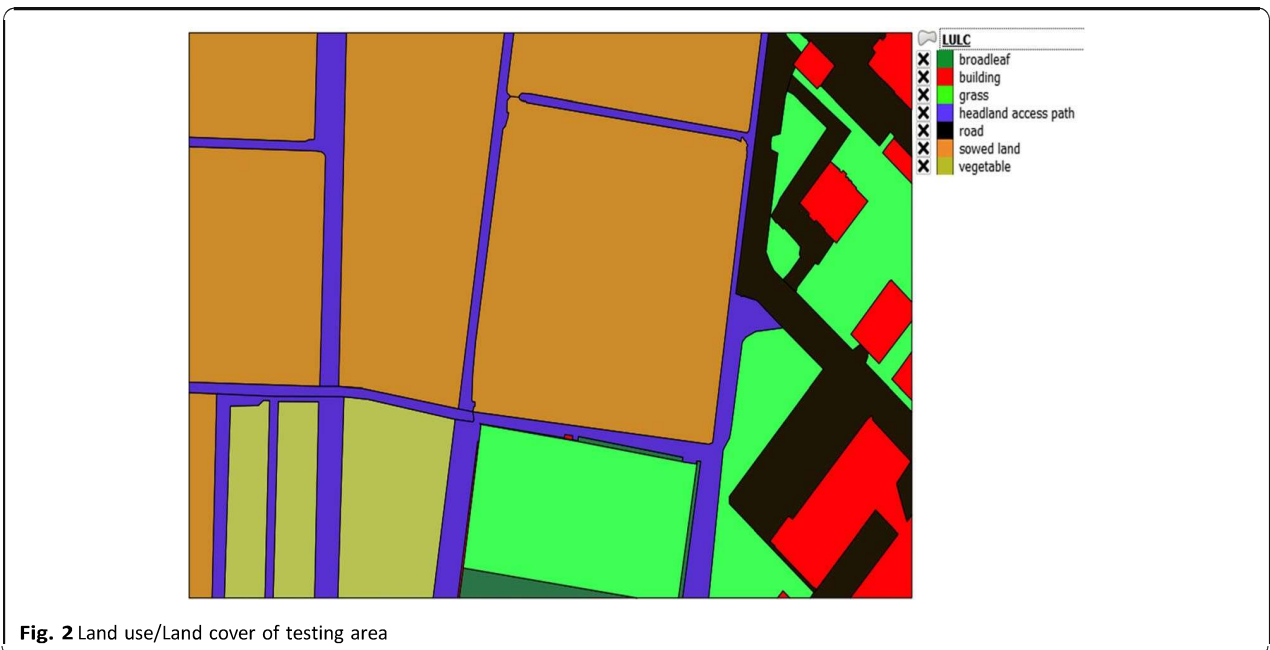 LULC
broadleaf
building
grass
headland access path
road
sowed land
vegetable
Fig. 2 Land use/Land cover of testing area